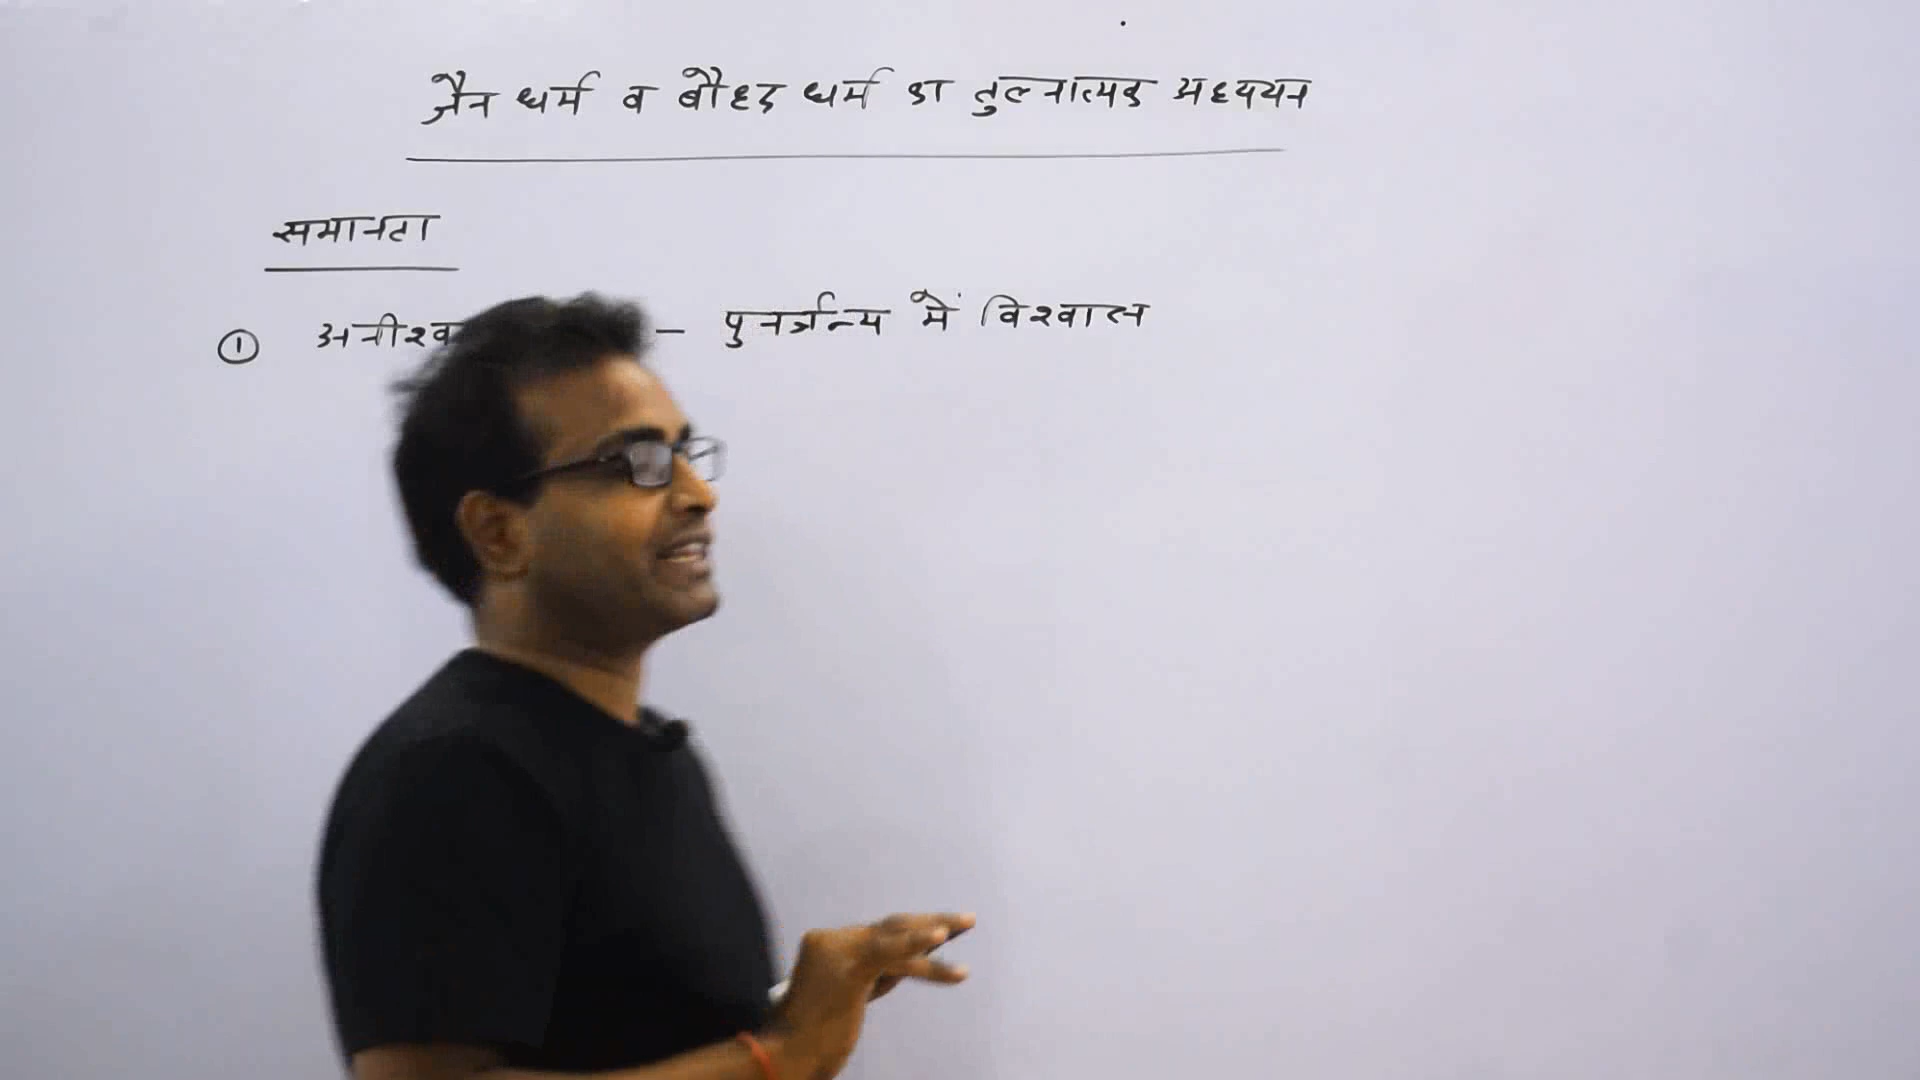 जैन धर्म व बौद्ध धर्म का तुलनात्मक अध्ययन
समानता
① – पुनर्जन्म में विश्वास